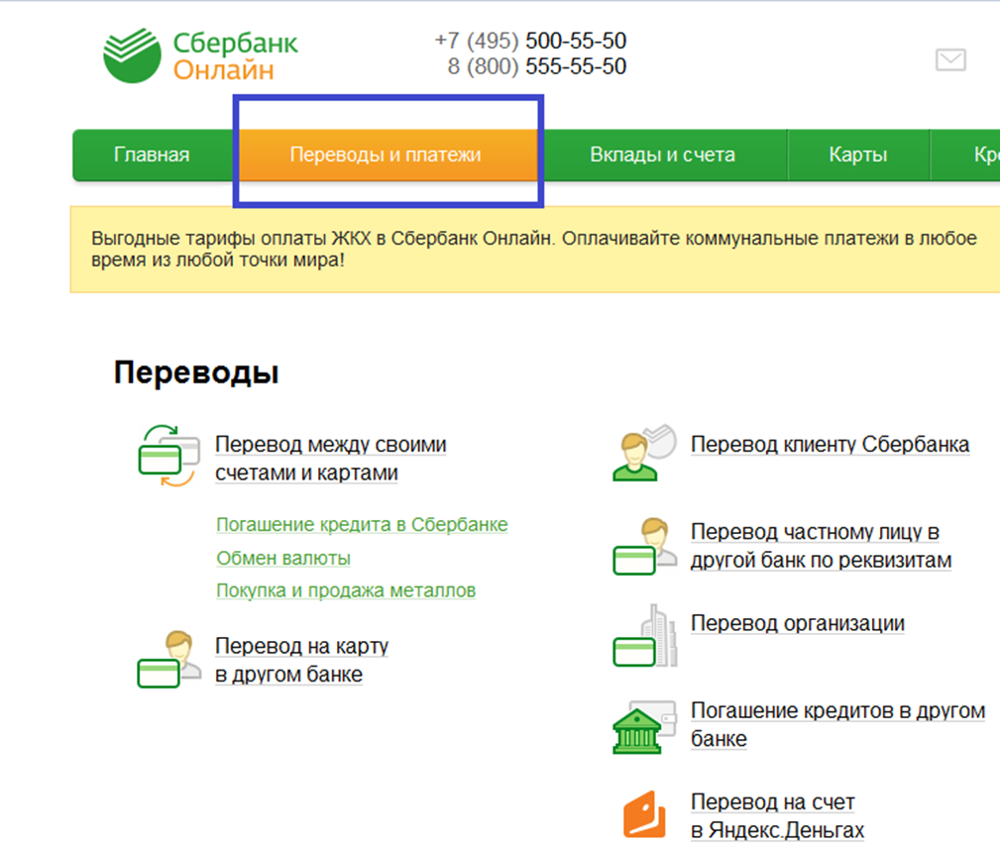 Сбербанк
Онлайн
+7 (495) 500-55-50
8 (800) 555-55-50
Главная
Переводы и платежи
Вклады и счета
Карты
Кре
Выгодные тарифы оплаты ЖКХ в Сбербанк Онлайн. Оплачивайте коммунальные платежи в любое
время из любой точки мира!
Переводы
Перевод между своими
счетами и картами
Погашение кредита в Сбербанке
Обмен валюты
Покупка и продажа металлов
Перевод на карту
в другом банке
Перевод клиенту Сбербанка
Перевод частному лицу в
другой банк по реквизитам
Перевод организации
Погашение кредитов в другом
банке
Перевод на счет
в Яндекс.Деньгах